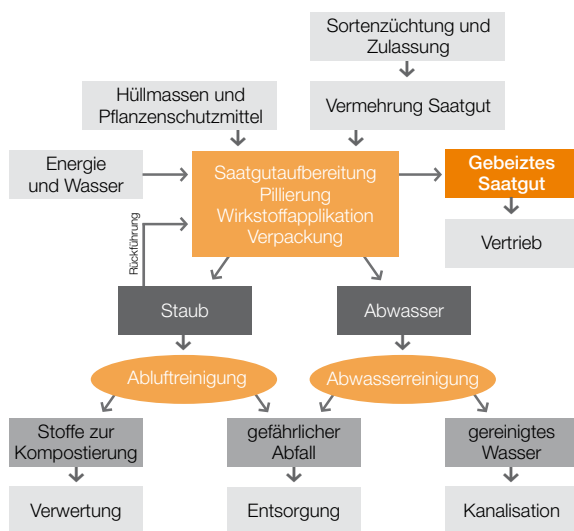 Sortenzüchtung und
Zulassung
Hüllmassen und
Pflanzenschutzmittel
Vermehrung Saatgut
Energie
und Wasser
Saatgutaufbereitung
Pillierung
Wirkstoffapplikation
Verpackung
Gebeiztes
Saatgut
Vertrieb
Rückführung
Staub
Abwasser
Abluftreinigung
Abwasserreinigung
Stoffe zur
Kompostierung
gefährlicher
Abfall
gereinigtes
Wasser
Verwertung
Entsorgung
Kanalisation